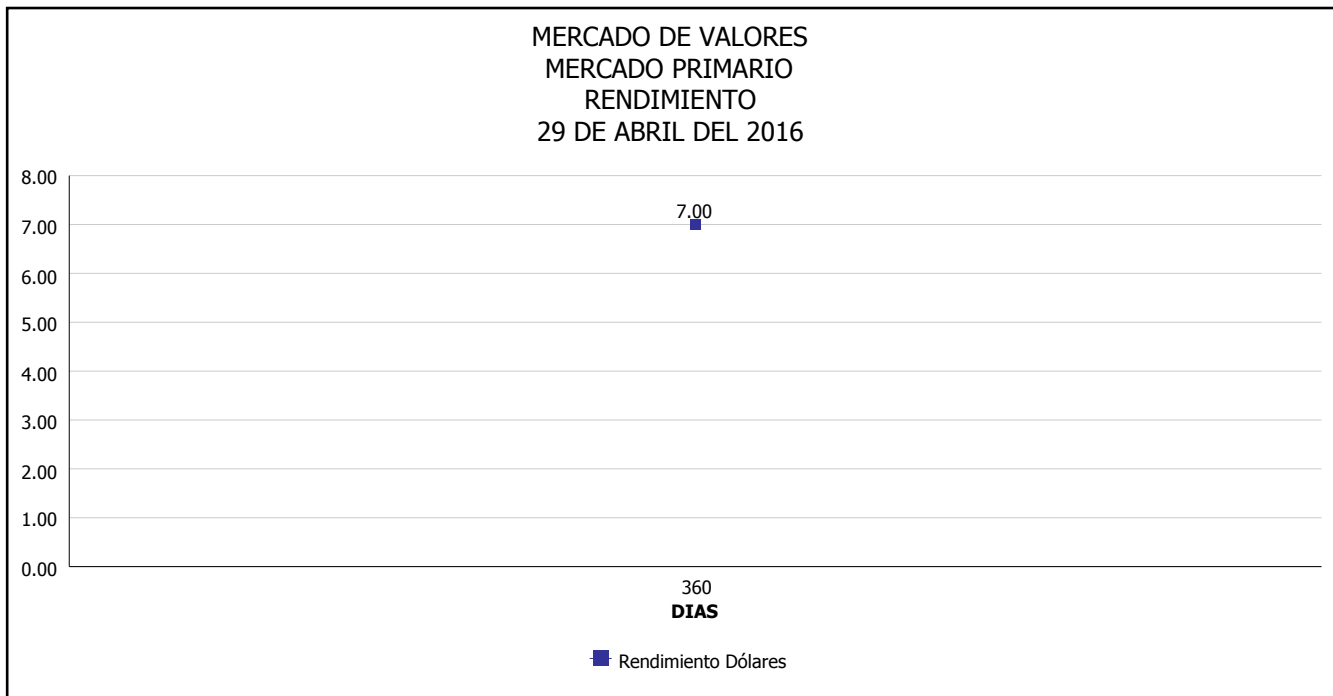 MERCADO DE VALORES
MERCADO PRIMARIO
RENDIMIENTO
29 DE ABRIL DEL 2016
8.00
7.00
7.00
6.00
5.00
4.00
3.00
2.00
1.00
0.00
360
DIAS
Rendimiento Dólares